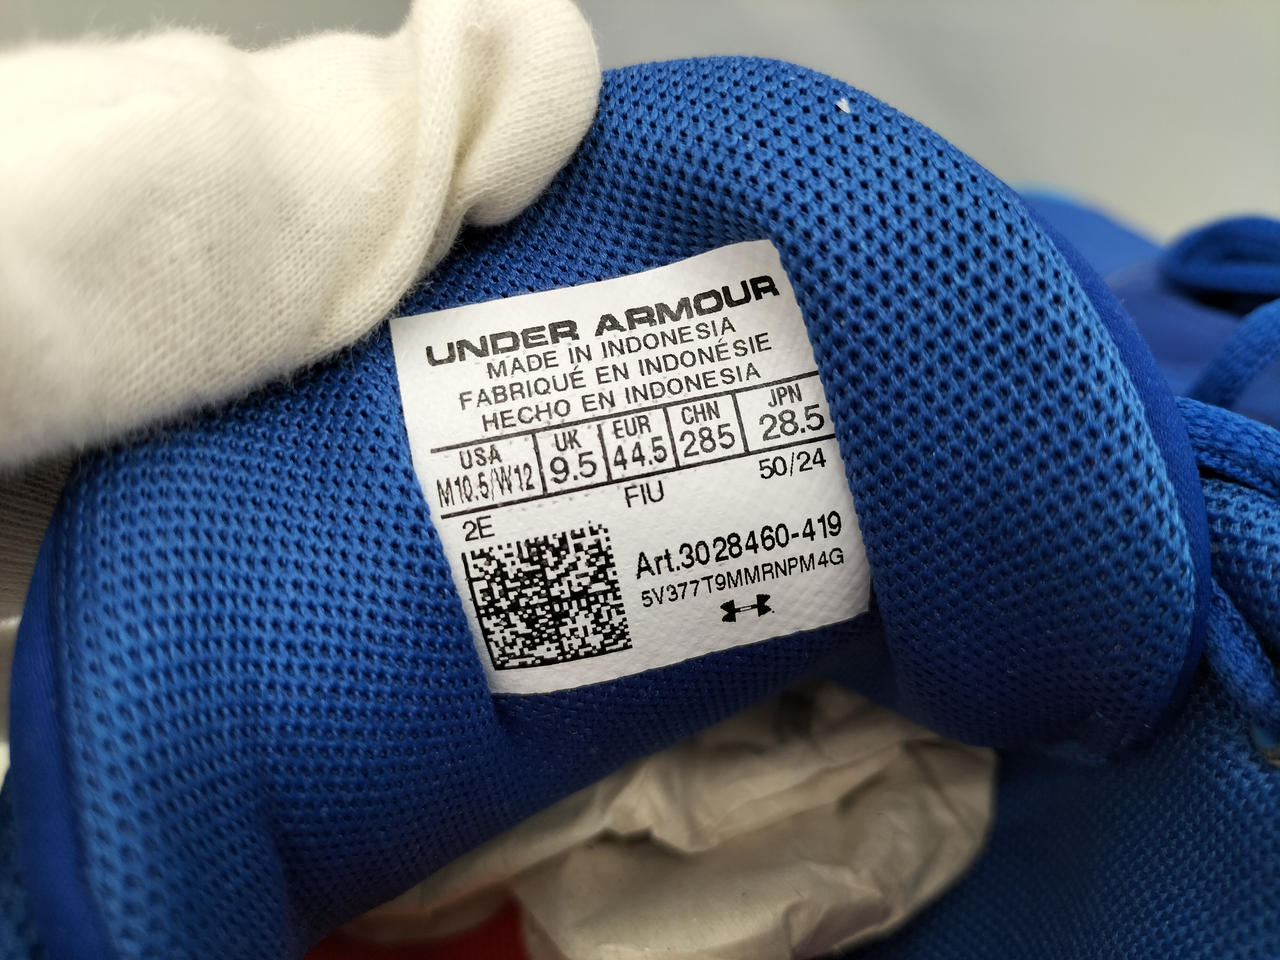 UNDER ARMOUR
MADE IN INDONESIA
FABRIQUÉ EN INDONÉSIE
HECHO EN INDONESIA
USA UK EUR CHN JPN
M10.5/W12 9.5 44.5 285 28.5
2E FIU 50/24
Art.3028460-419
5V377T9MMRNPM4G